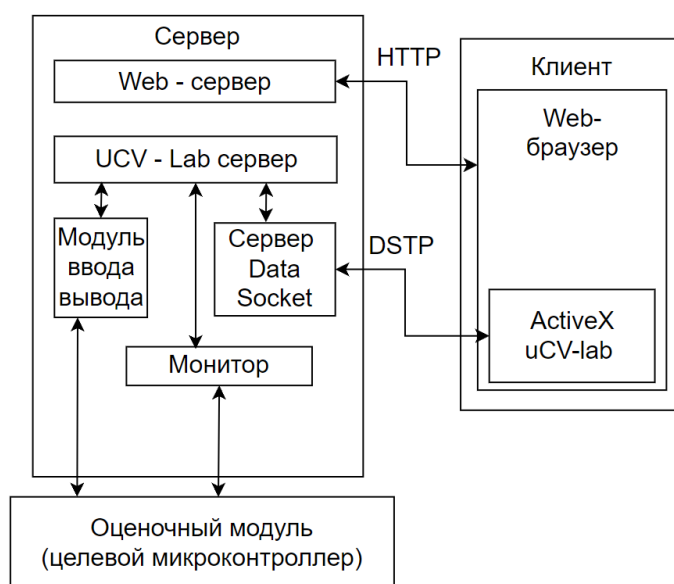 Сервер
Web - сервер
HTTP
Клиент
Web-
браузер
UCV - Lab сервер
Модуль
ввода
вывода
Сервер
Data
Socket
DSTP
ActiveX
uCV-lab
Монитор
Оценочный модуль
(целевой микроконтроллер)